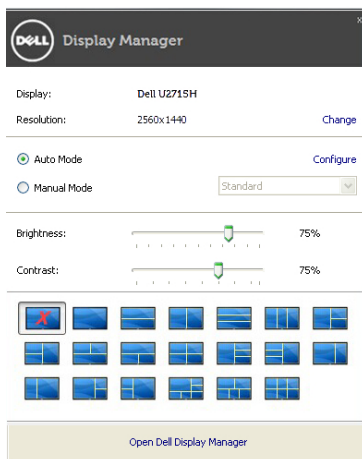 x
DELL Display Manager
Display: Dell U2715H
Resolution: 2560x1440 Change
Auto Mode Configure
Manual Mode Standard
Brightness: 75%
Contrast: 75%
X
Open Dell Display Manager